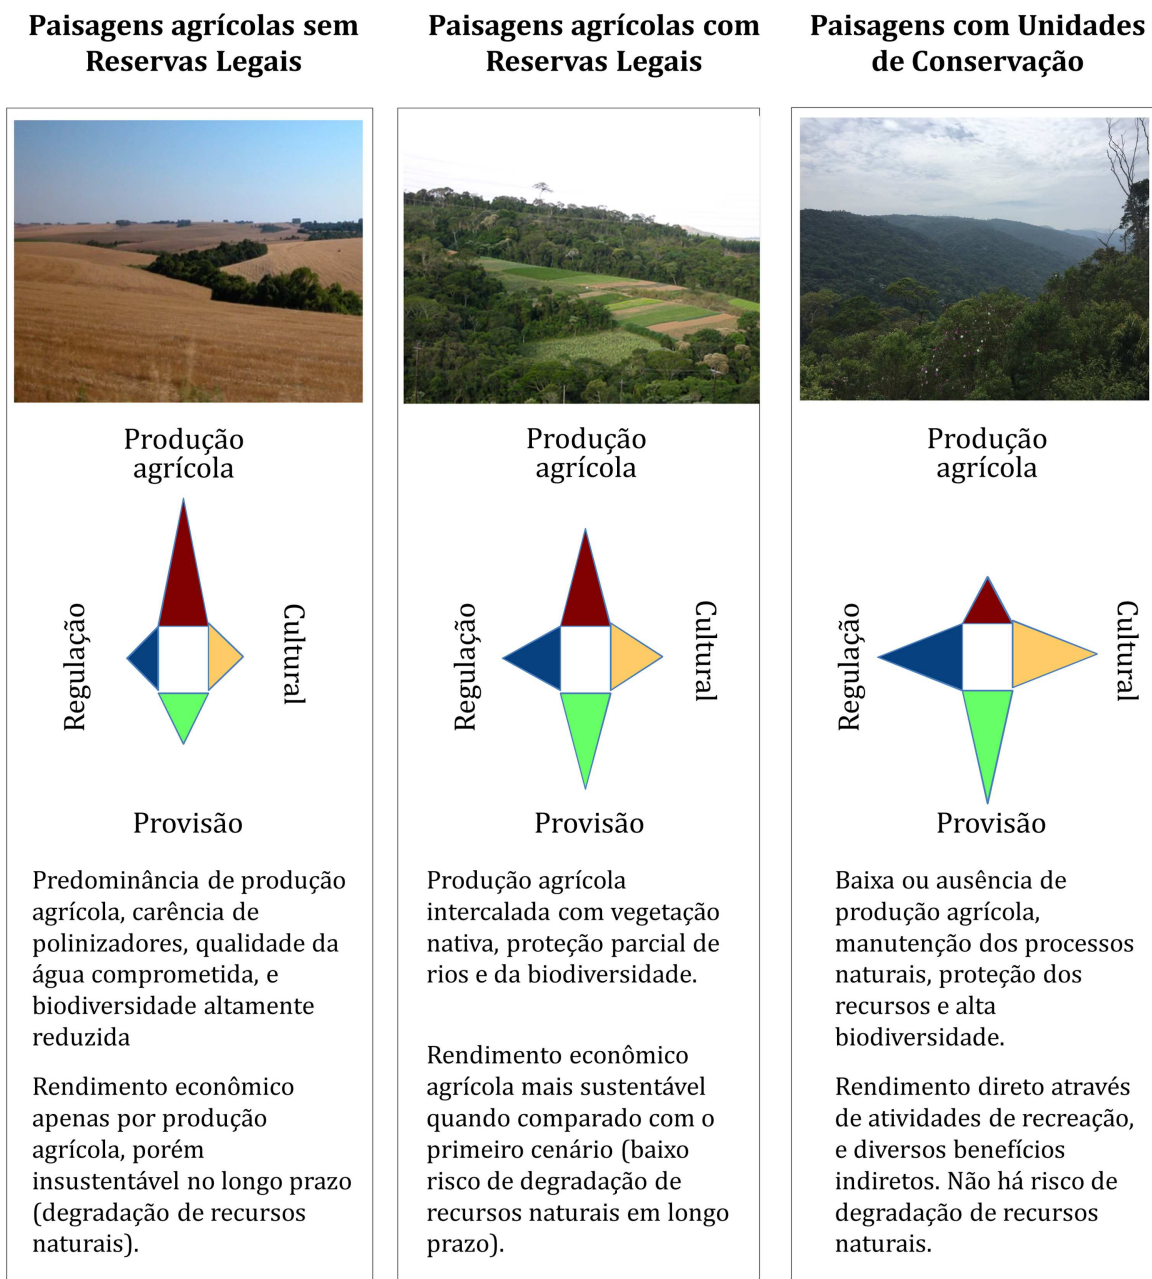 Paisagens agrícolas sem
Reservas Legais
Produção
agrícola
Regulação
Cultural
Provisão
Predominância de produção
agrícola, carência de
polinizadores, qualidade da
água comprometida, e
biodiversidade altamente
reduzida
Rendimento econômico
apenas por produção
agrícola, porém
insustentável no longo prazo
(degradação de recursos
naturais).
Paisagens agrícolas com
Reservas Legais
Produção
agrícola
Regulação
Cultural
Provisão
Produção agrícola
intercalada com vegetação
nativa, proteção parcial de
rios e da biodiversidade.
Rendimento econômico
agrícola mais sustentável
quando comparado com o
primeiro cenário (baixo
risco de degradação de
recursos naturais em longo
prazo).
Paisagens com Unidades
de Conservação
Produção
agrícola
Regulação
Cultural
Provisão
Baixa ou ausência de
produção agrícola,
manutenção dos processos
naturais, proteção dos
recursos e alta
biodiversidade.
Rendimento direto através
de atividades de recreação,
e diversos benefícios
indiretos. Não há risco de
degradação de recursos
naturais.